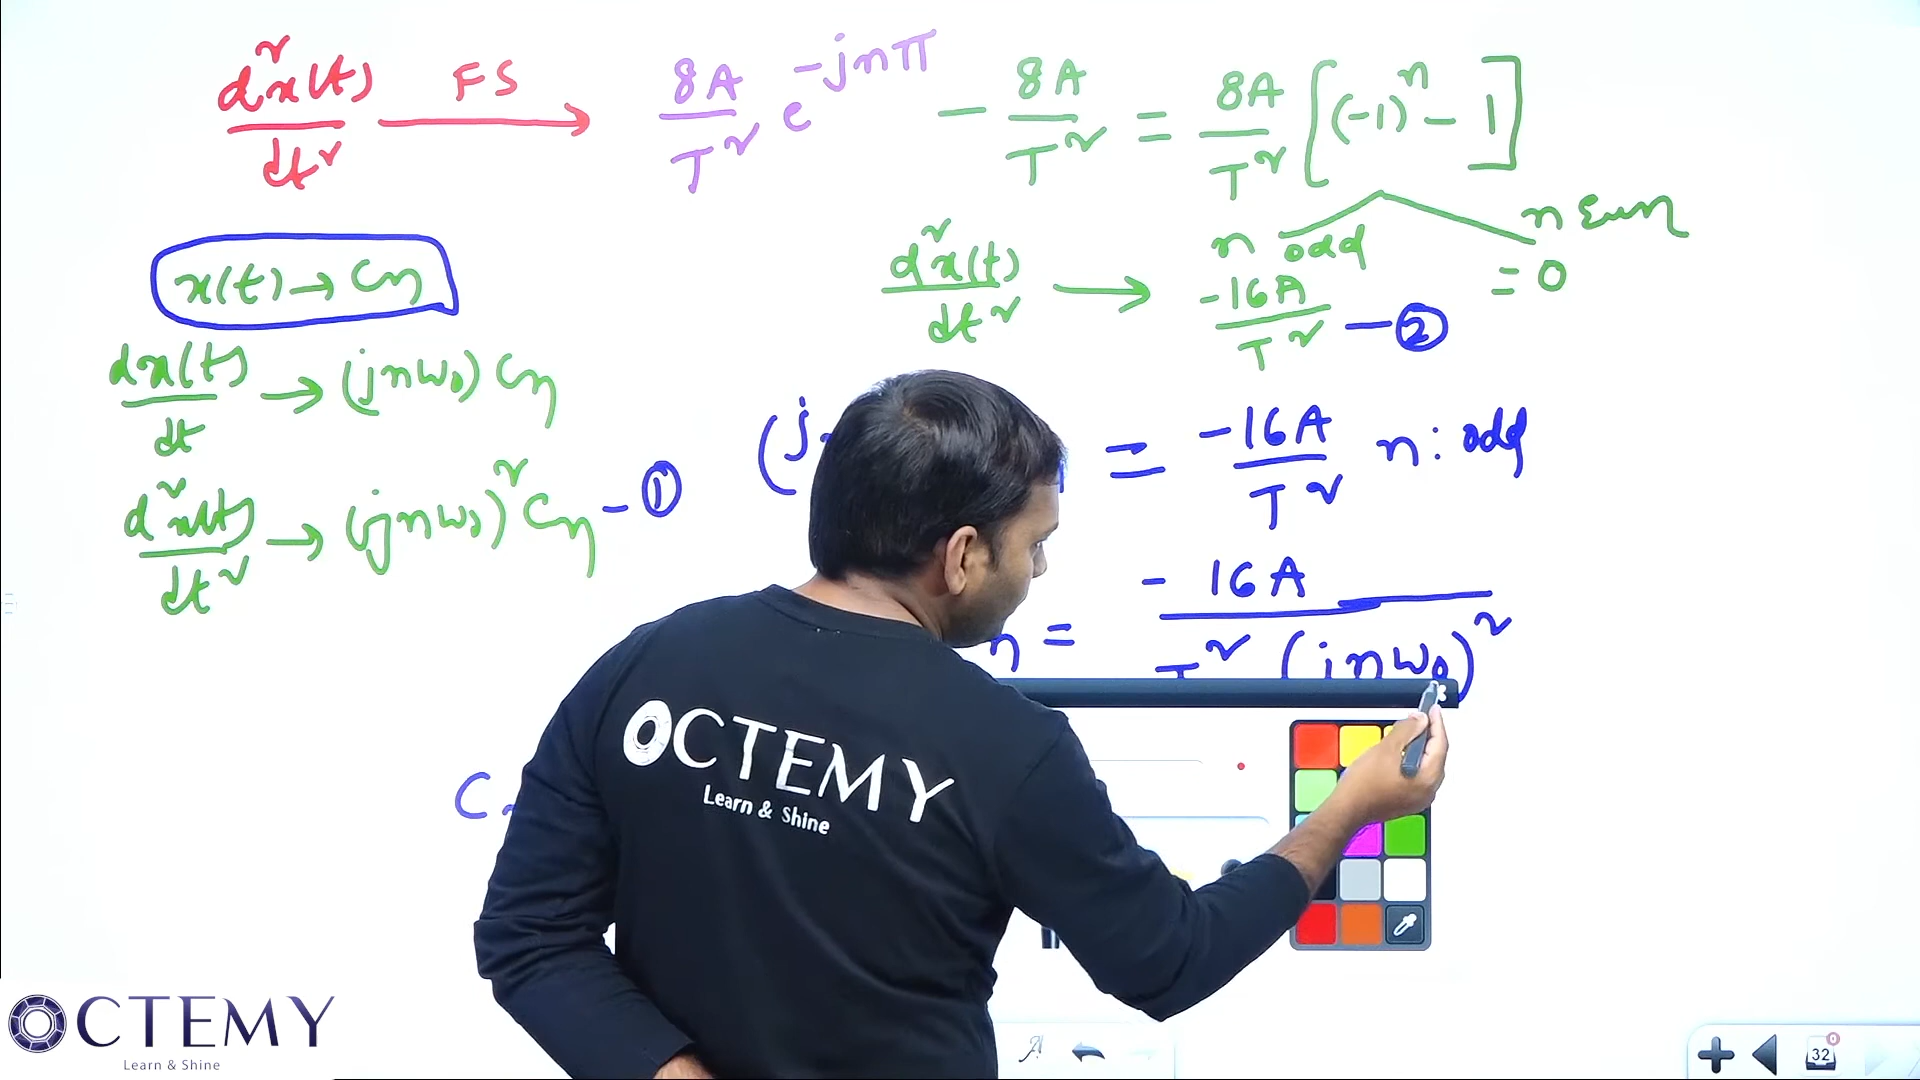 d²x(t)/dt² FS → 8A/T² e^-jnπ - 8A/T² = 8A/T² [(-1)^n - 1]
n odd n Even
x(t) → Cn
d²x(t)/dt² → -16A/T² - ② = 0
dx(t)/dt → (jnω₀) Cn
(j = -16A/T² n: odd
d²x(t)/dt² → (jnω₀)² Cn - ①
n = - 16A / T² (jnω₀)²
C
OCTEMY
Learn & Shine
OCTEMY
Learn & Shine
32
0